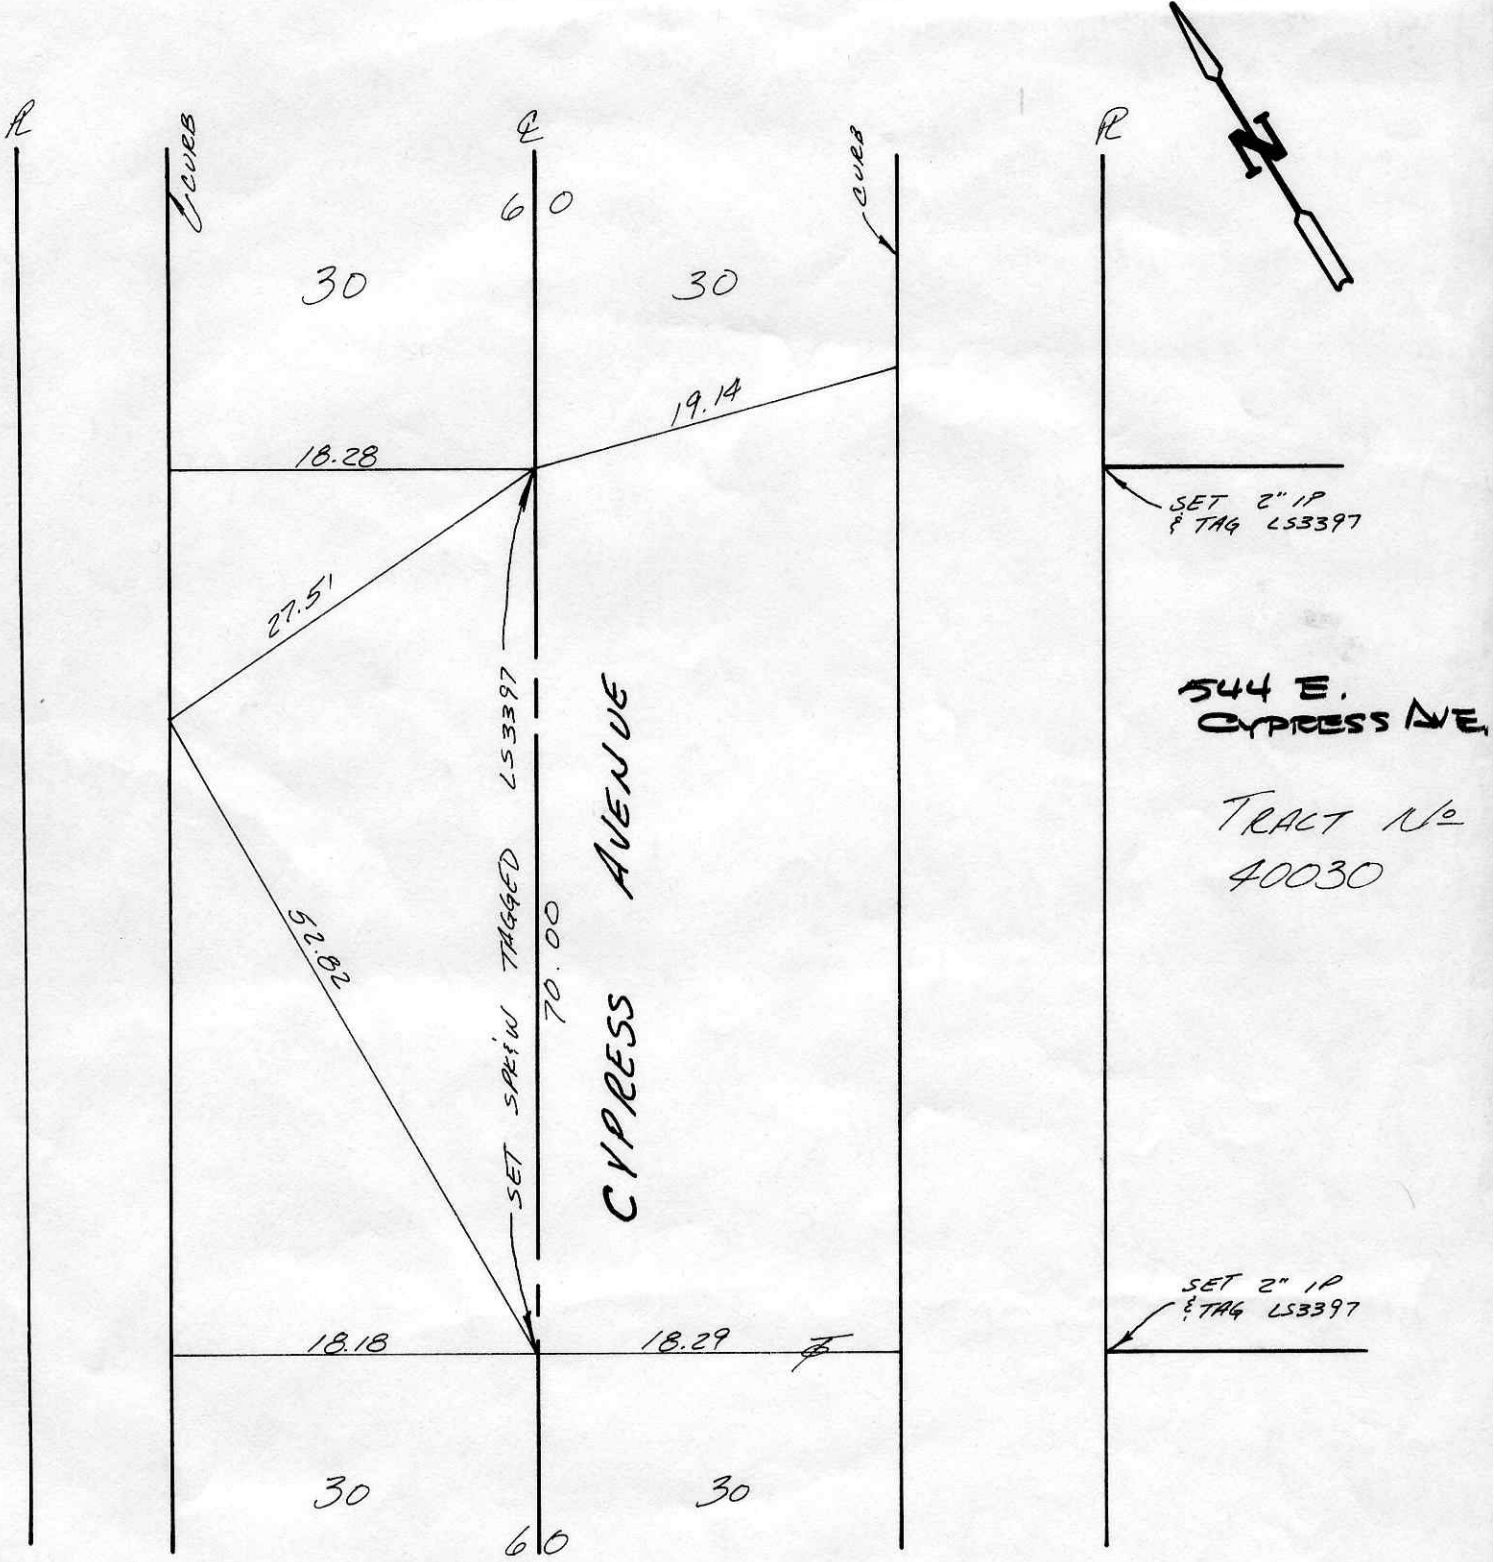 CURB
CURB
N
60
30
30
19.14
18.28
27.51
SET 2" IP
& TAG LS3397
SET SPK&W TAGGED LS3397
CYPRESS AVENUE
70.00
544 E.
CYPRESS AVE.
TRACT Nº
40030
52.82
SET 2" IP
& TAG LS3397
18.18
18.29
30
30
60